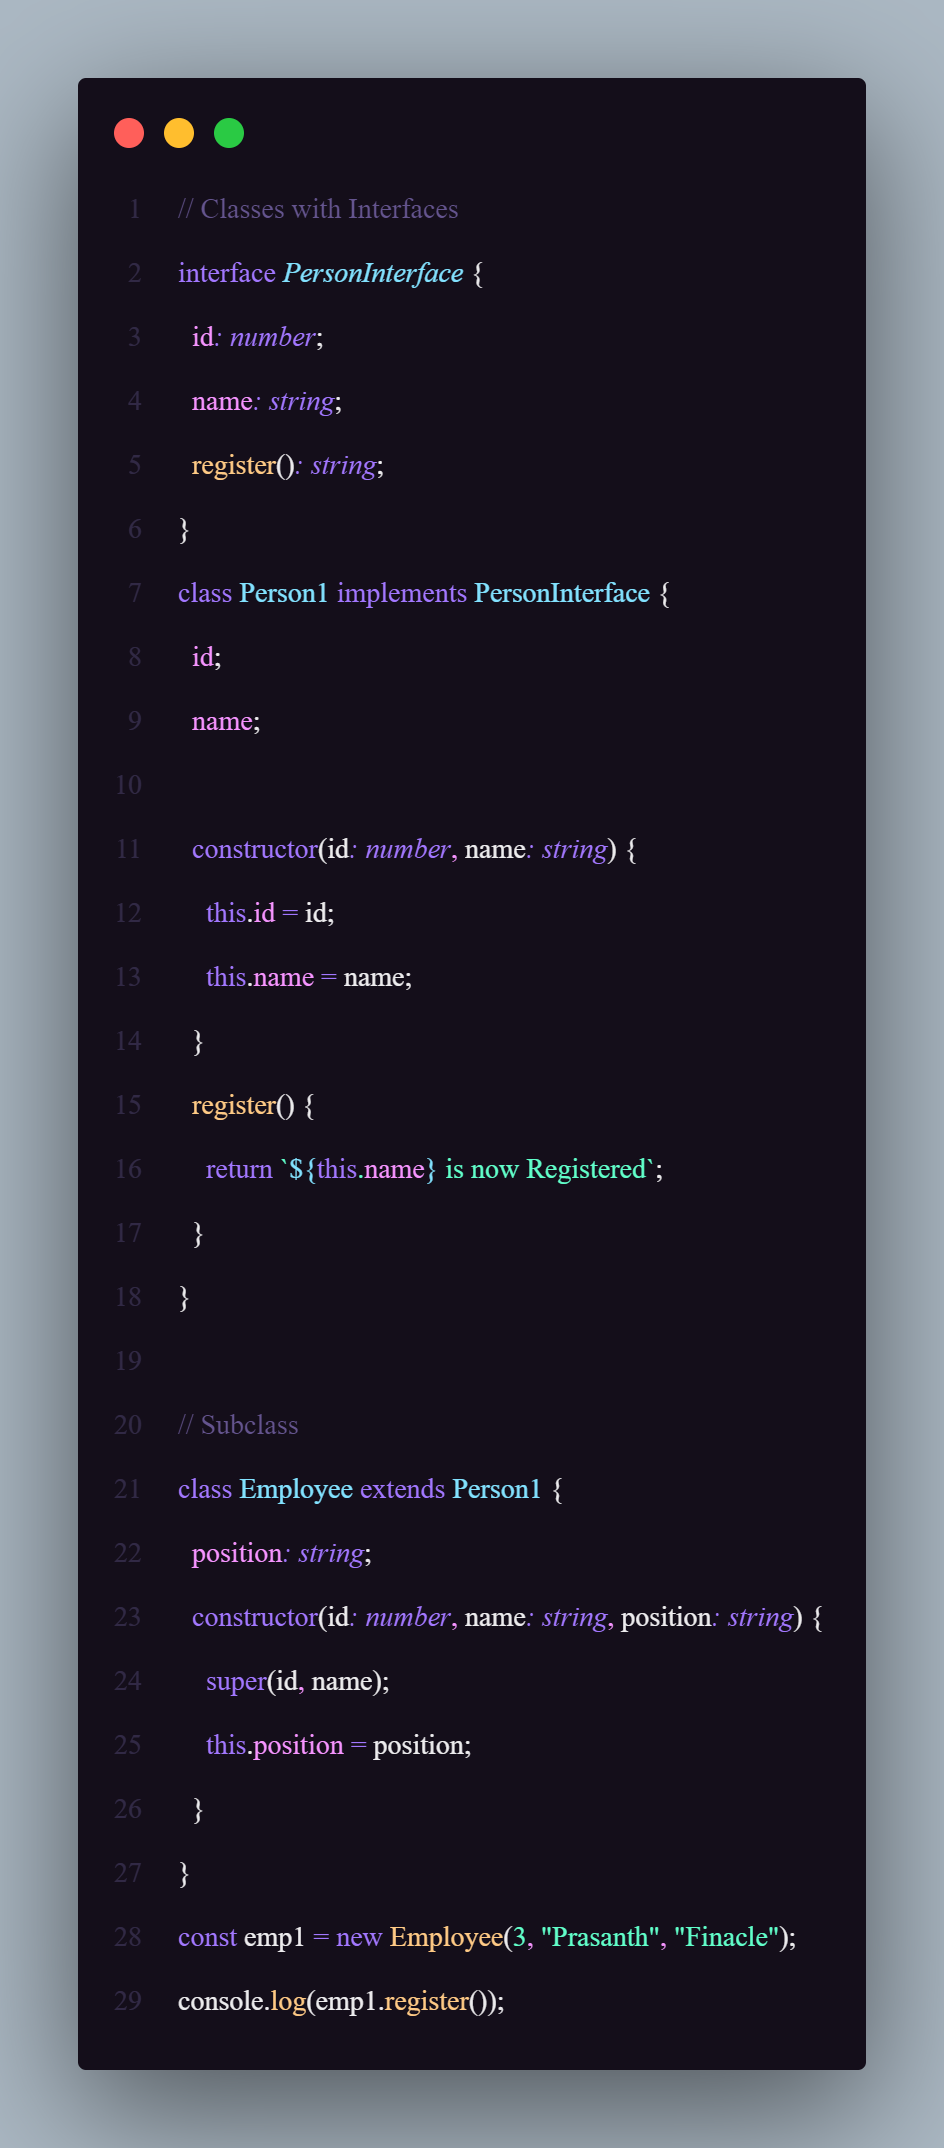 1 // Classes with Interfaces
2 interface PersonInterface {
3 id: number;
4 name: string;
5 register(): string;
6 }
7 class Person1 implements PersonInterface {
8 id;
9 name;
10
11 constructor(id: number, name: string) {
12 this.id = id;
13 this.name = name;
14 }
15 register() {
16 return `${this.name} is now Registered`;
17 }
18 }
19
20 // Subclass
21 class Employee extends Person1 {
22 position: string;
23 constructor(id: number, name: string, position: string) {
24 super(id, name);
25 this.position = position;
26 }
27 }
28 const emp1 = new Employee(3, "Prasanth", "Finacle");
29 console.log(emp1.register());